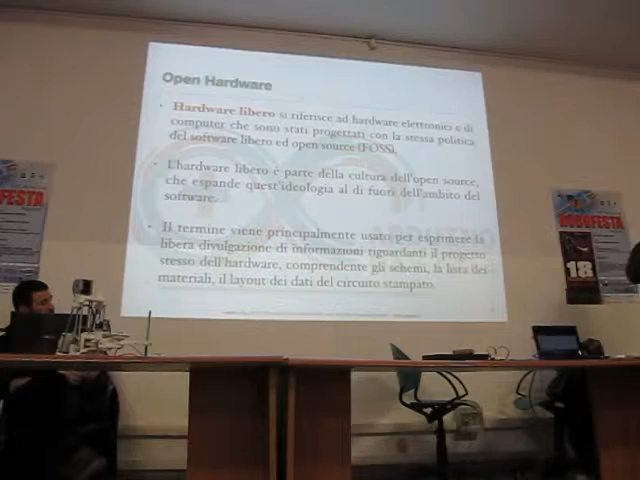 Open Hardware
• Hardware libero si riferisce ad hardware elettronici e di
computer che sono stati progettati con la stessa politica
del software libero ed open source (FOSS).
• L'hardware libero è parte della cultura dell'open source,
che espande quest'ideologia al di fuori dell'ambito del
software.
• Il termine viene principalmente usato per esprimere la
libera divulgazione di informazioni riguardanti il progetto
stesso dell'hardware, comprendente gli schemi, la lista dei
materiali, il layout dei dati del circuito stampato.
FESTA
ROBOFESTA
18